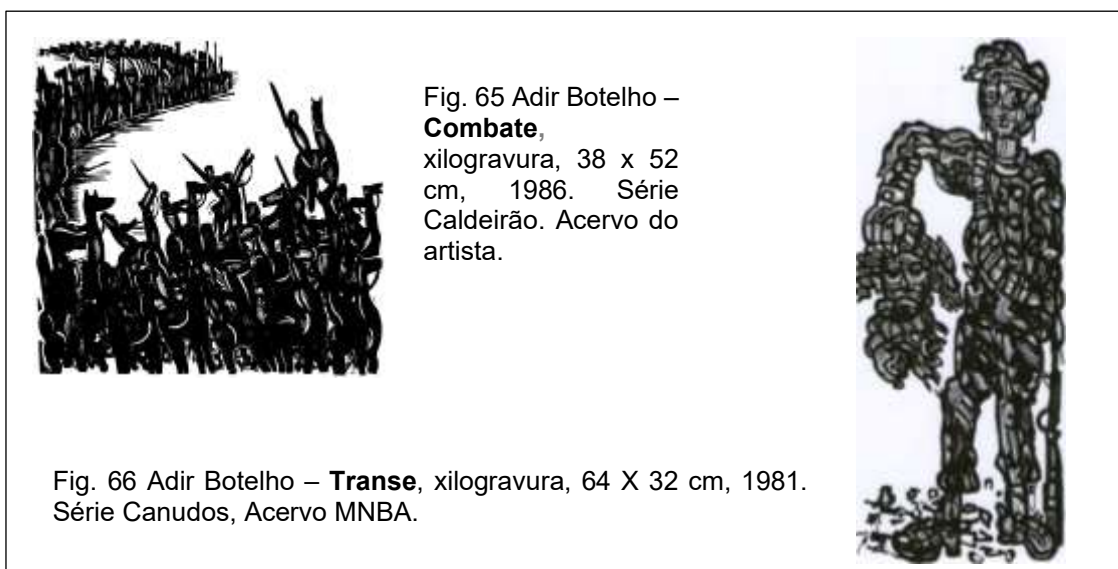 Fig. 65 Adir Botelho –
Combate,
xilogravura, 38 x 52
cm, 1986. Série
Caldeirão. Acervo do
artista.
Fig. 66 Adir Botelho – Transe, xilogravura, 64 X 32 cm, 1981.
Série Canudos, Acervo MNBA.